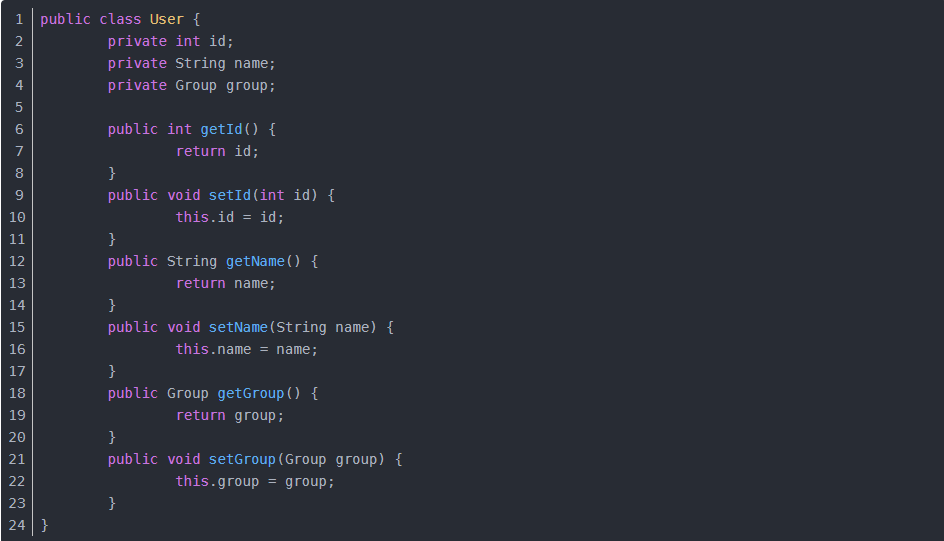 1 public class User {
2         private int id;
3         private String name;
4         private Group group;
5
6         public int getId() {
7                 return id;
8         }
9         public void setId(int id) {
10                 this.id = id;
11         }
12         public String getName() {
13                 return name;
14         }
15         public void setName(String name) {
16                 this.name = name;
17         }
18         public Group getGroup() {
19                 return group;
20         }
21         public void setGroup(Group group) {
22                 this.group = group;
23         }
24 }